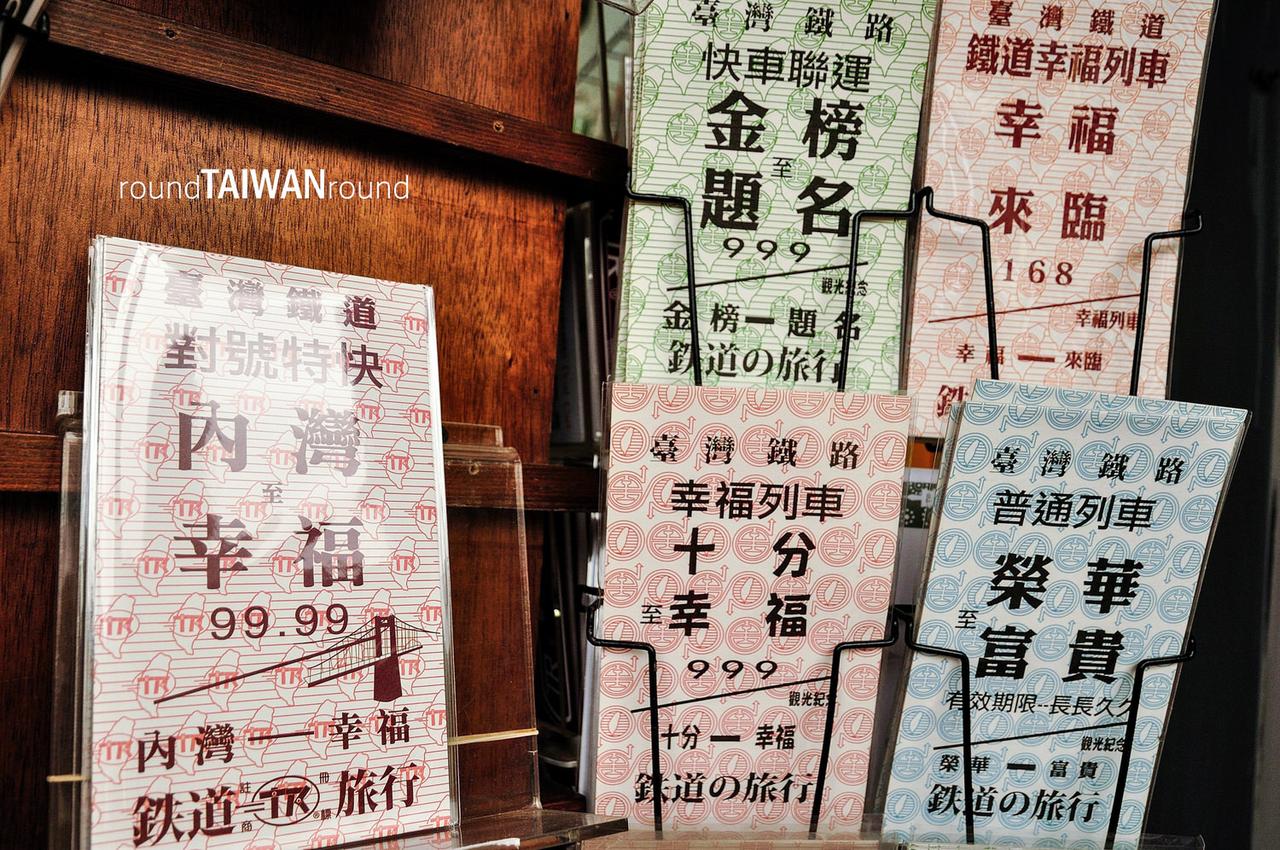 roundTAIWANround
臺灣鐵道
對號特快
內灣
至
幸福
99.99
內灣—幸福
鉄道 註冊商標 TR ® 旅行
臺灣鐵路
快車聯運
金榜
至
題名
999
觀光紀念
金榜—題名
鉄道の旅行
臺灣鐵道
鐵道幸福列車
幸福
來臨
168
幸福列車
幸福—來臨
鉄
臺灣鐵路
幸福列車
十分
至
幸福
999
觀光紀念
十分—幸福
鉄道の旅行
臺灣鐵路
普通列車
榮華
至
富貴
有效期限--長長久久
觀光紀念
榮華—富貴
鉄道の旅行